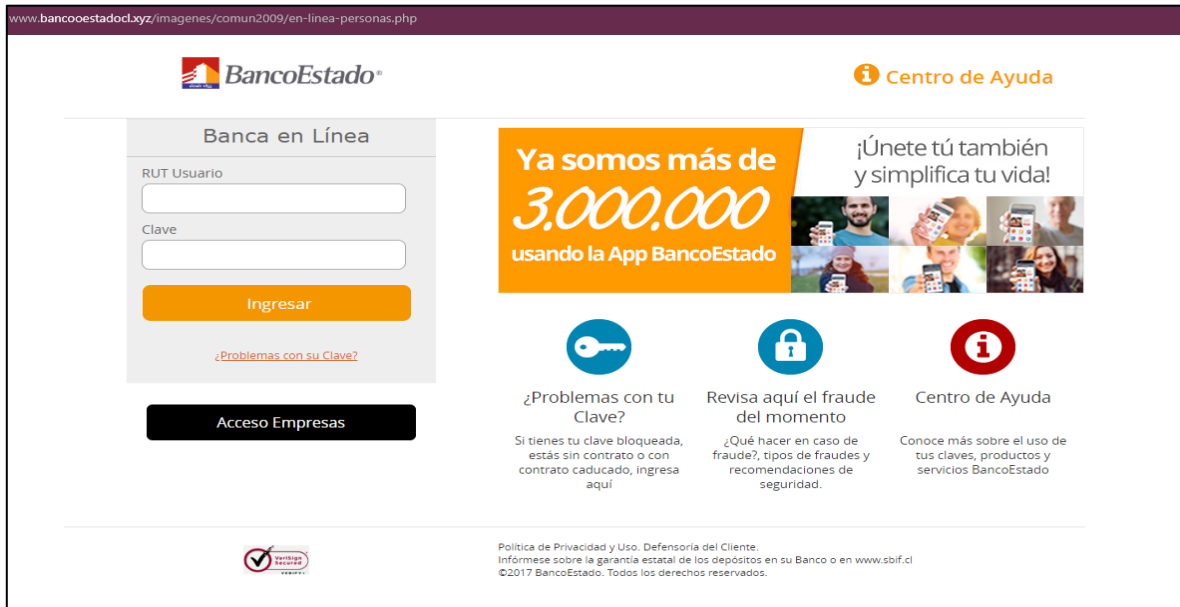 www.bancooestadocl.xyz/imagenes/comun2009/en-linea-personas.php
BancoEstado®
Centro de Ayuda
Banca en Línea
RUT Usuario
Clave
Ingresar
¿Problemas con su Clave?
Acceso Empresas
Ya somos más de
3.000.000
usando la App BancoEstado
¡Únete tú también
y simplifica tu vida!
¿Problemas con tu
Clave?
Si tienes tu clave bloqueada,
estás sin contrato o con
contrato caducado, ingresa
aquí
Revisa aquí el fraude
del momento
¿Qué hacer en caso de
fraude?, tipos de fraudes y
recomendaciones de
seguridad.
Centro de Ayuda
Conoce más sobre el uso de
tus claves, productos y
servicios BancoEstado
VeriSign
Secured
Política de Privacidad y Uso. Defensoría del Cliente.
Infórmese sobre la garantía estatal de los depósitos en su Banco o en www.sbif.cl
©2017 BancoEstado. Todos los derechos reservados.